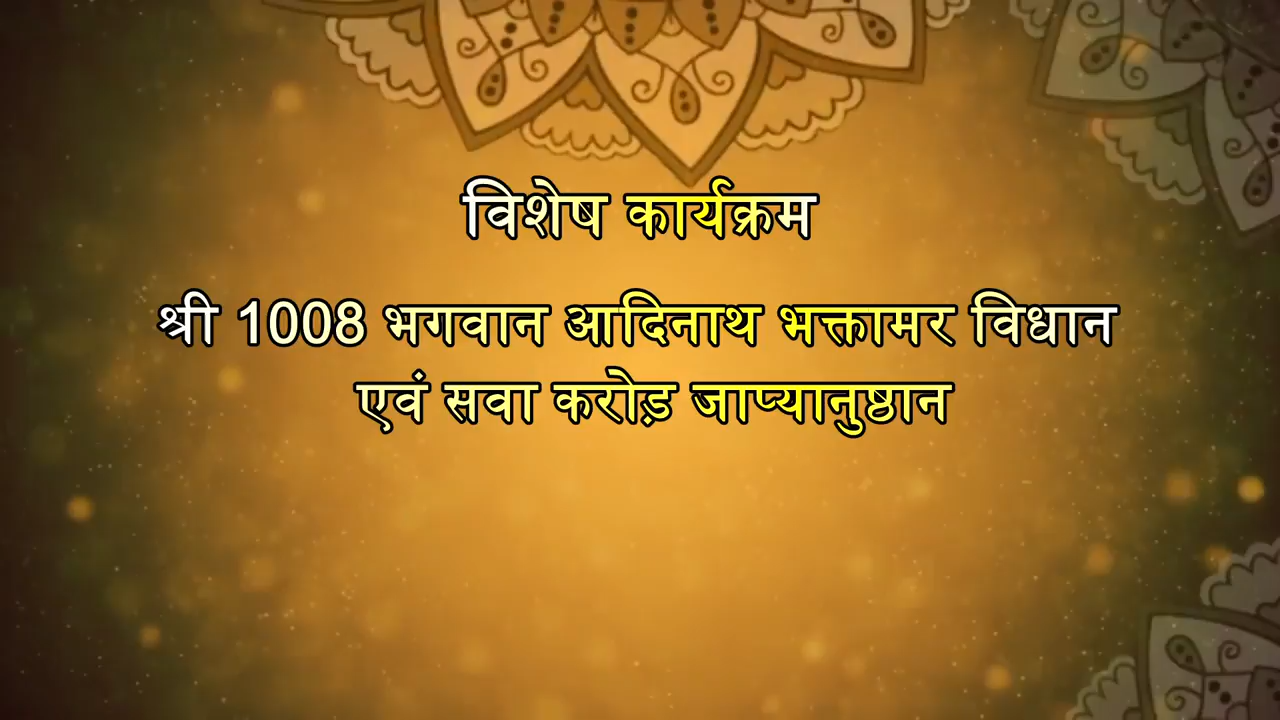 विशेष कार्यक्रम
श्री 1008 भगवान आदिनाथ भक्तामर विधान
एवं सवा करोड़ जाप्यानुष्ठान